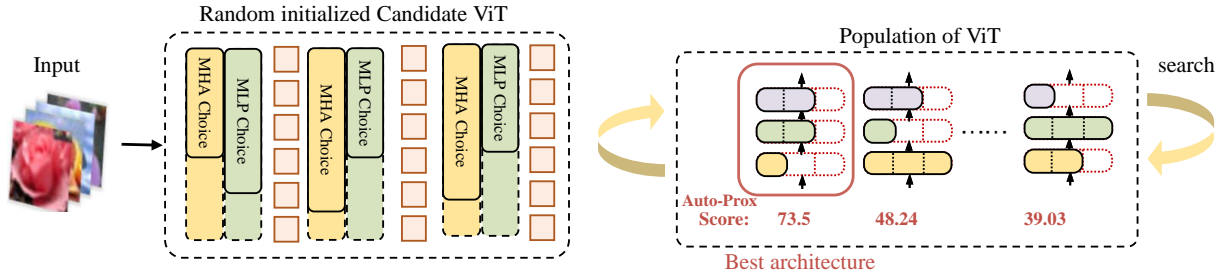 Random initialized Candidate ViT
Input
MHA Choice
MLP Choice
MHA Choice
MLP Choice
MHA Choice
MLP Choice
Population of ViT
search
......
Auto-Prox
Score:
73.5
48.24
39.03
Best architecture